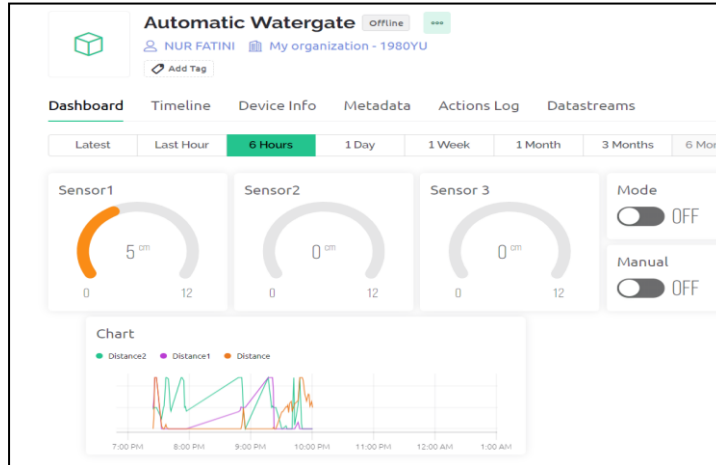 Automatic Watergate Offline
NUR FATINI My organization - 1980YU
Add Tag
Dashboard Timeline Device Info Metadata Actions Log Datastreams
Latest Last Hour 6 Hours 1 Day 1 Week 1 Month 3 Months 6 Mo
Sensor1 Sensor2 Sensor 3 Mode
OFF
5 cm 0 cm 0 cm
Manual
OFF
0 12 0 12 0 12
Chart
Distance2 Distance1 Distance
7:00 PM 8:00 PM 9:00 PM 10:00 PM 11:00 PM 12:00 AM 1:00 AM